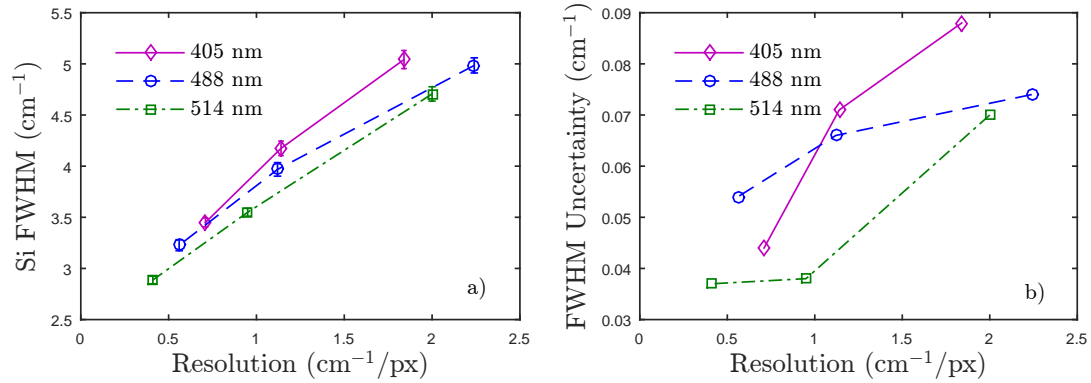 5.5
5
4.5
4
3.5
3
2.5
Si FWHM (cm⁻¹)
405 nm
488 nm
514 nm
a)
0 0.5 1 1.5 2 2.5
Resolution (cm⁻¹/px)
0.09
0.08
0.07
0.06
0.05
0.04
0.03
FWHM Uncertainty (cm⁻¹)
405 nm
488 nm
514 nm
b)
0 0.5 1 1.5 2 2.5
Resolution (cm⁻¹/px)